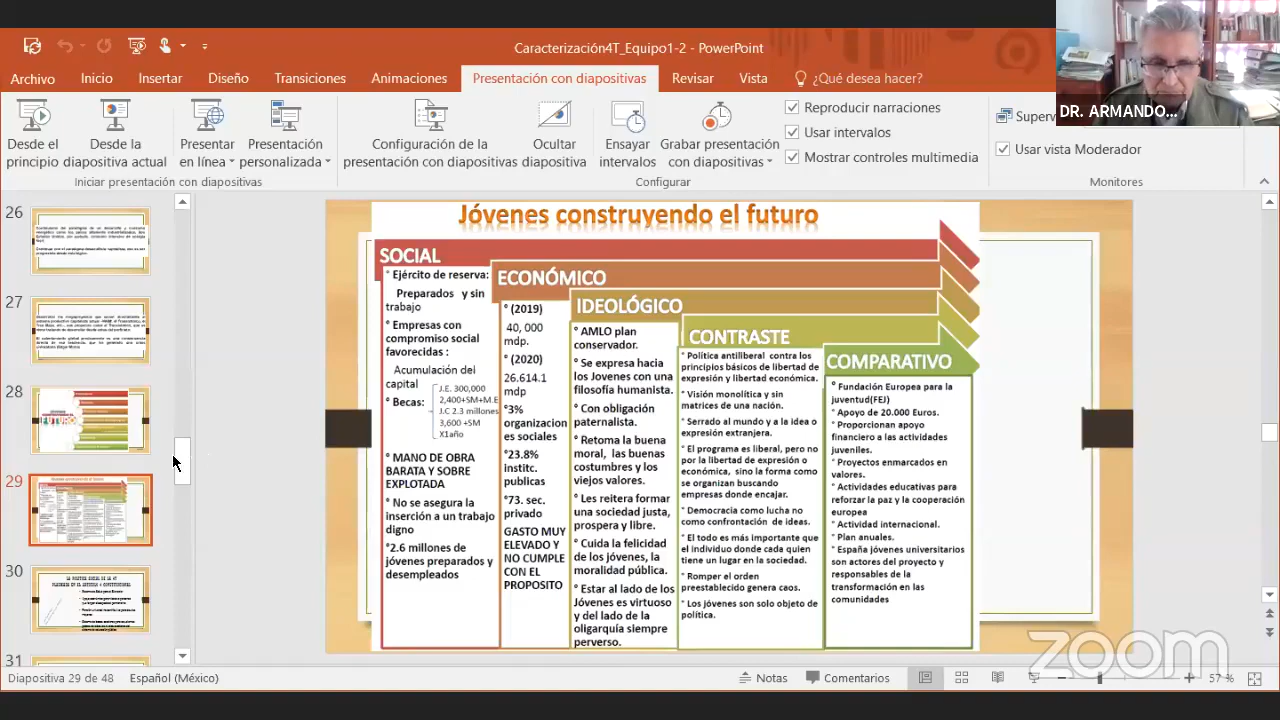 Caracterización4T_Equipo1-2 - PowerPoint
DR. ARMANDO...
Archivo Inicio Insertar Diseño Transiciones Animaciones Presentación con diapositivas Revisar Vista ¿Qué desea hacer?
Desde el principio
Desde la diapositiva actual
Presentar en línea
Presentación personalizada
Configuración de la presentación con diapositivas
Ocultar diapositiva
Ensayar intervalos
Grabar presentación con diapositivas
Reproducir narraciones
Usar intervalos
Mostrar controles multimedia
Superv
Usar vista Moderador
Iniciar presentación con diapositivas
Configurar
Monitores
26
27
28
29
30
31
Jóvenes construyendo el futuro
SOCIAL
° Ejército de reserva:
Preparados y sin
trabajo
° Empresas con
compromiso social
favorecidas :
Acumulación del
capital
° Becas:
J.E. 300,000
2,400+SM+M.E
J.C 2.3 millones
3,600 +SM
X1año
° MANO DE OBRA
BARATA Y SOBRE
EXPLOTADA
° No se asegura la
inserción a un trabajo
digno
°2.6 millones de
jóvenes preparados y
desempleados
ECONÓMICO
° (2019)
40, 000
mdp.
° (2020)
26.614.1
mdp
°3%
organizacion
es sociales
°23.8%
institc.
publicas
°73. sec.
privado
GASTO MUY
ELEVADO Y
NO CUMPLE
CON EL
PROPOSITO
IDEOLÓGICO
° AMLO plan
conservador.
° Se expresa hacia
los Jovenes con una
filosofía humanista.
° Con obligación
paternalista.
° Retoma la buena
moral, las buenas
costumbres y los
viejos valores.
° Les reitera formar
una sociedad justa,
prospera y libre.
° Cuida la felicidad
de los jóvenes, la
moralidad pública.
° Estar al lado de los
Jóvenes es virtuoso
y del lado de la
oligarquía siempre
perverso.
CONTRASTE
° Política antiliberal contra los
principios básicos de libertad de
expresión y libertad económica.
° Visión monolítica y sin
matrices de una nación.
° Serrado al mundo y a la idea o
expresión extranjera.
° El programa es liberal, pero no
por la libertad de expresión o
económica, sino la forma como
se organizan buscando
empresas donde encajar.
° Democracia como lucha no
como confrontación de ideas.
° El todo es más importante que
el individuo donde cada quien
tiene un lugar en la sociedad.
° Romper el orden
preestablecido genera caos.
° Los jóvenes son solo objeto de
política.
COMPARATIVO
° Fundación Europea para la
juventud(FEJ)
° Apoyo de 20.000 Euros.
° Proporcionan apoyo
financiero a las actividades
juveniles.
° Proyectos enmarcados en
valores.
° Actividades educativas para
reforzar la paz y la cooperación
europea
° Actividad internacional.
° Plan anuales.
° España jóvenes universitarios
son actores del proyecto y
responsables de la
transformación en las
comunidades
zoom
Diapositiva 29 de 48 Español (México) Notas Comentarios 57 %